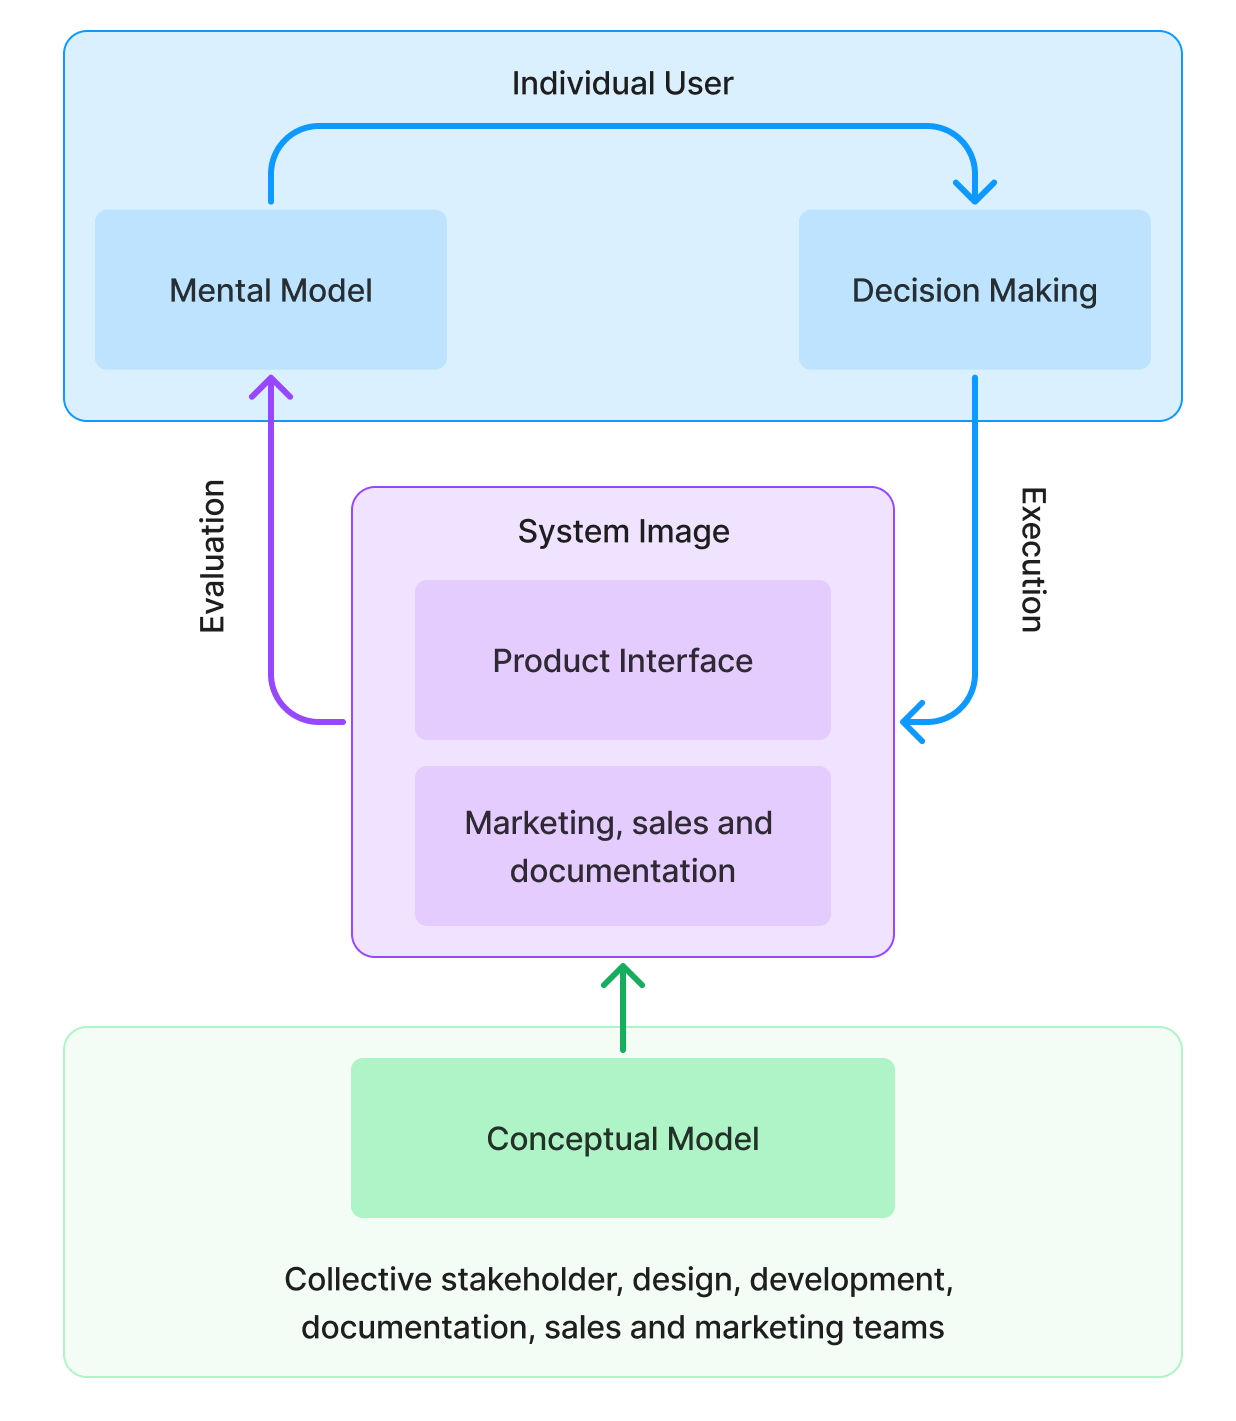 Individual User
Mental Model
Decision Making
Evaluation
Execution
System Image
Product Interface
Marketing, sales and
documentation
Conceptual Model
Collective stakeholder, design, development,
documentation, sales and marketing teams